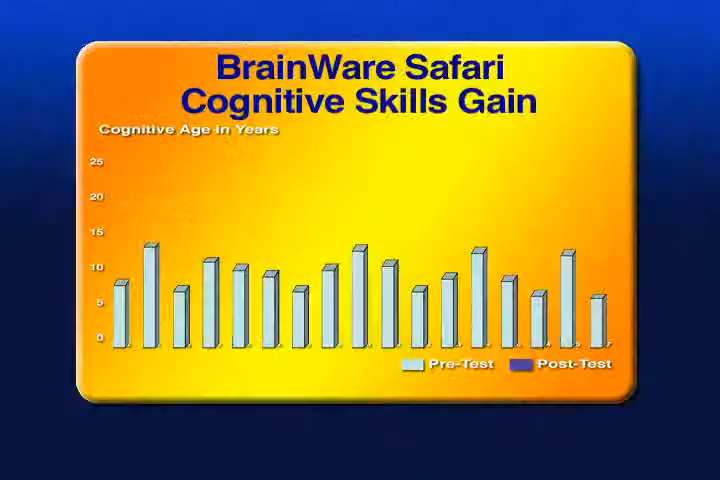 BrainWare Safari
Cognitive Skills Gain
Cognitive Age in Years
25
20
15
10
5
0
Pre-Test
Post-Test